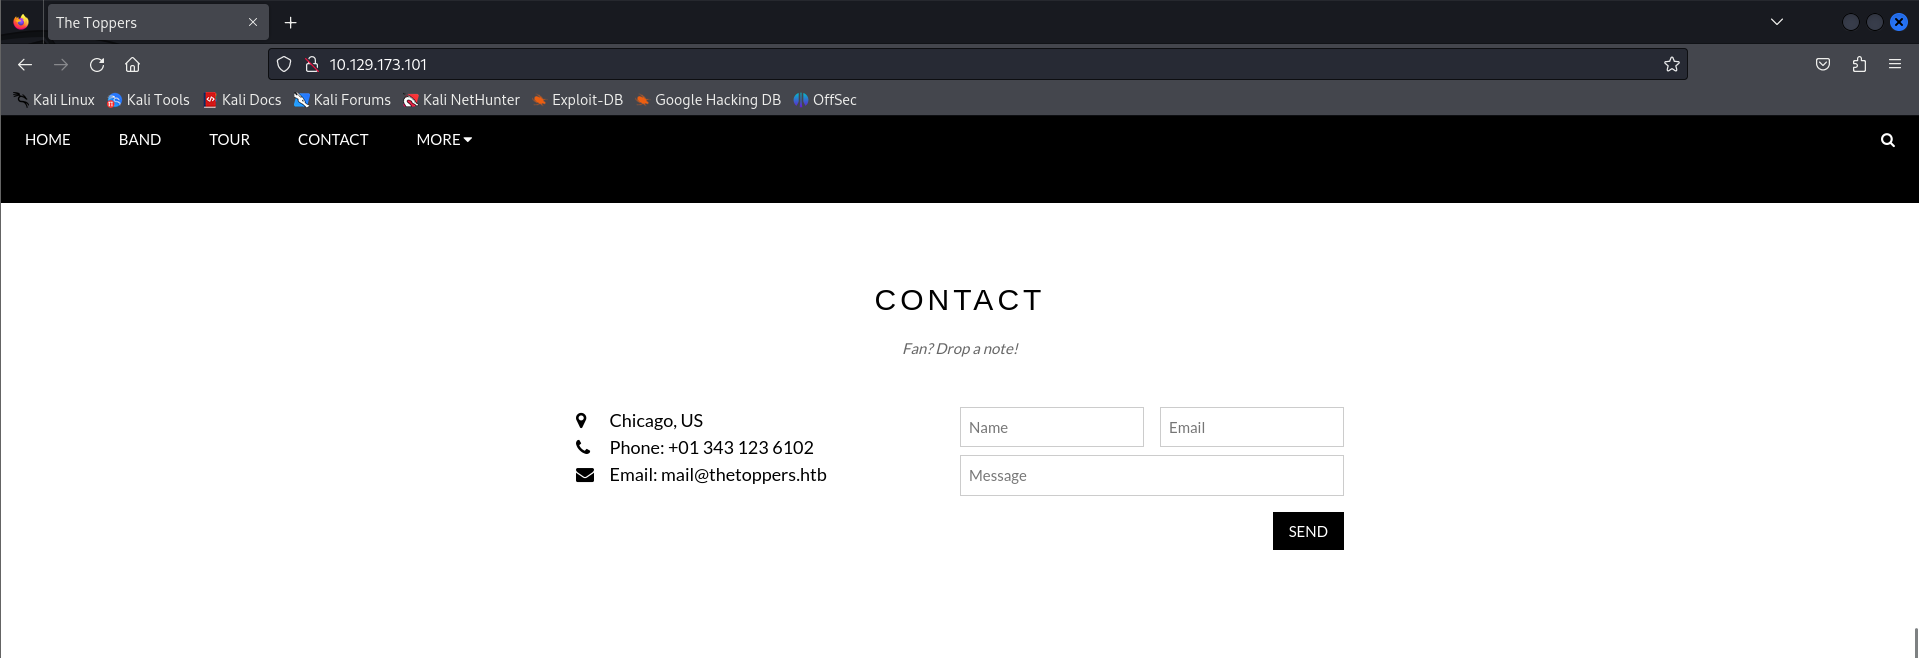 The Toppers
10.129.173.101
Kali Linux Kali Tools Kali Docs Kali Forums Kali NetHunter Exploit-DB Google Hacking DB OffSec
HOME BAND TOUR CONTACT MORE
CONTACT
Fan? Drop a note!
Chicago, US
Phone: +01 343 123 6102
Email: mail@thetoppers.htb
Name Email
Message
SEND